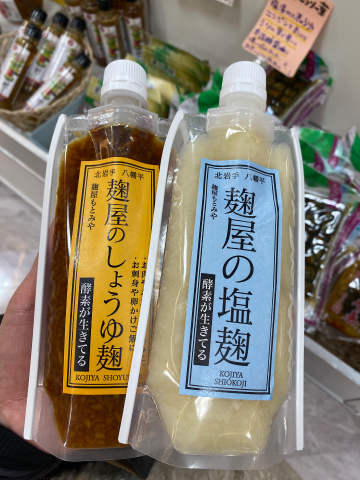 北岩手 八幡平
麹屋もとみや
麹屋のしょうゆ麹
酵素が生きてる
KOJIYA SHOYU
お刺身や卵かけご飯に
北岩手 八幡平
麹屋もとみや
麹屋の塩麹
酵素が生きてる
KOJIYA
SHIOKOJI